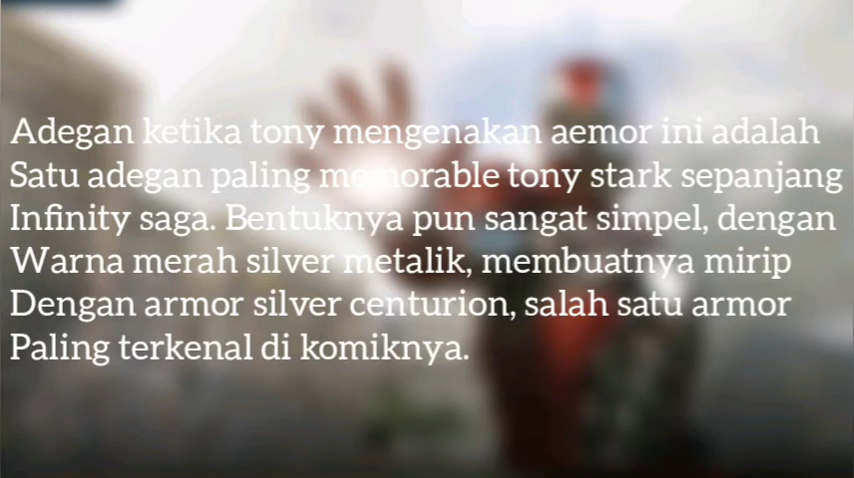 Adegan ketika tony mengenakan aemor ini adalah
Satu adegan paling memorable tony stark sepanjang
Infinity saga. Bentuknya pun sangat simpel, dengan
Warna merah silver metalik, membuatnya mirip
Dengan armor silver centurion, salah satu armor
Paling terkenal di komiknya.